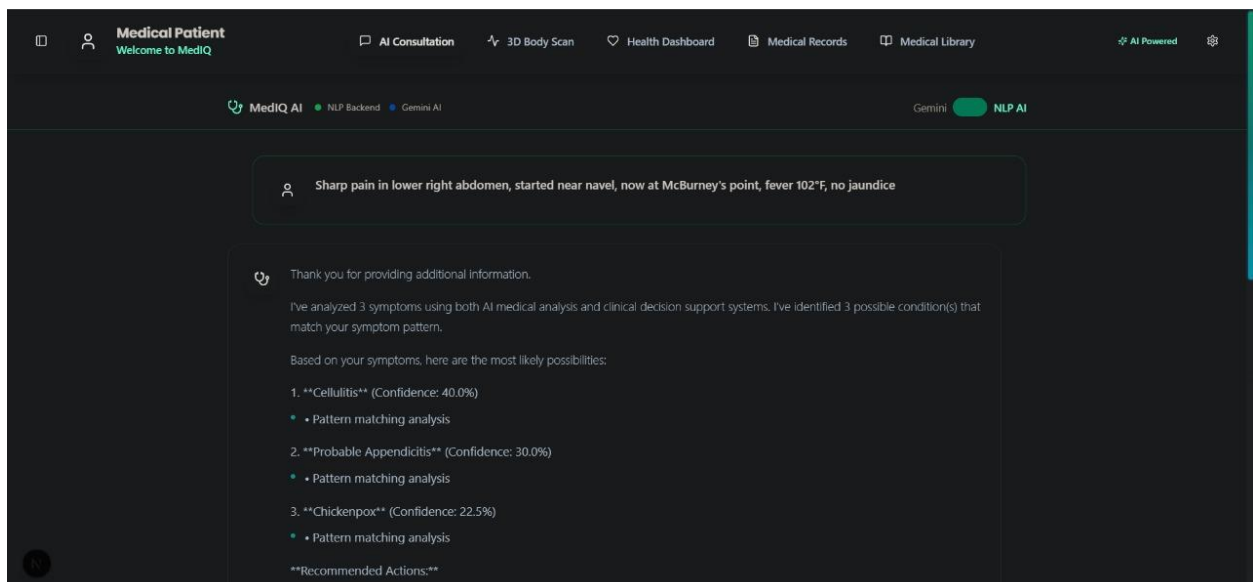 Medical Patient
Welcome to MedIQ
AI Consultation
3D Body Scan
Health Dashboard
Medical Records
Medical Library
AI Powered
MedIQ AI
NLP Backend
Gemini AI
Gemini
NLP AI
Sharp pain in lower right abdomen, started near navel, now at McBurney's point, fever 102°F, no jaundice
Thank you for providing additional information.
I've analyzed 3 symptoms using both AI medical analysis and clinical decision support systems. I've identified 3 possible condition(s) that
match your symptom pattern.
Based on your symptoms, here are the most likely possibilities:
1. **Cellulitis** (Confidence: 40.0%)
• • Pattern matching analysis
2. **Probable Appendicitis** (Confidence: 30.0%)
• • Pattern matching analysis
3. **Chickenpox** (Confidence: 22.5%)
• • Pattern matching analysis
**Recommended Actions:**
N